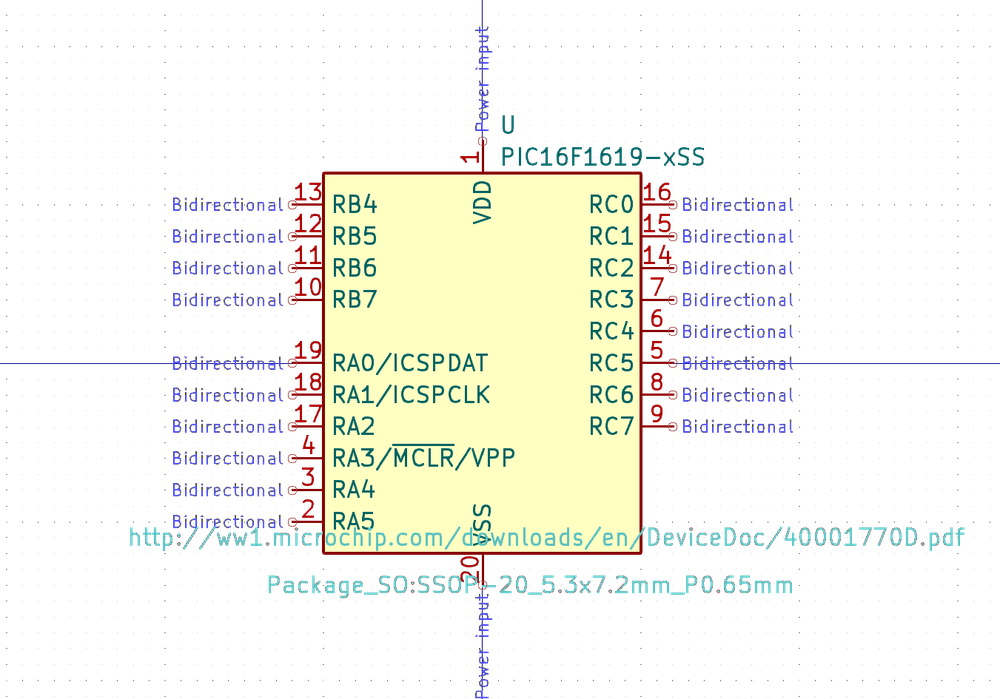 Power input
U
1
PIC16F1619-xSS
VDD
Bidirectional 13 RB4 RC0 16 Bidirectional
Bidirectional 12 RB5 RC1 15 Bidirectional
Bidirectional 11 RB6 RC2 14 Bidirectional
Bidirectional 10 RB7 RC3 7 Bidirectional
RC4 6 Bidirectional
Bidirectional 19 RA0/ICSPDAT RC5 5 Bidirectional
Bidirectional 18 RA1/ICSPCLK RC6 8 Bidirectional
Bidirectional 17 RA2 RC7 9 Bidirectional
Bidirectional 4 RA3/MCLR/VPP
Bidirectional 3 RA4
Bidirectional 2 RA5
VSS
http://ww1.microchip.com/downloads/en/DeviceDoc/40001770D.pdf
20
Package_SO:SSOP-20_5.3x7.2mm_P0.65mm
Power input